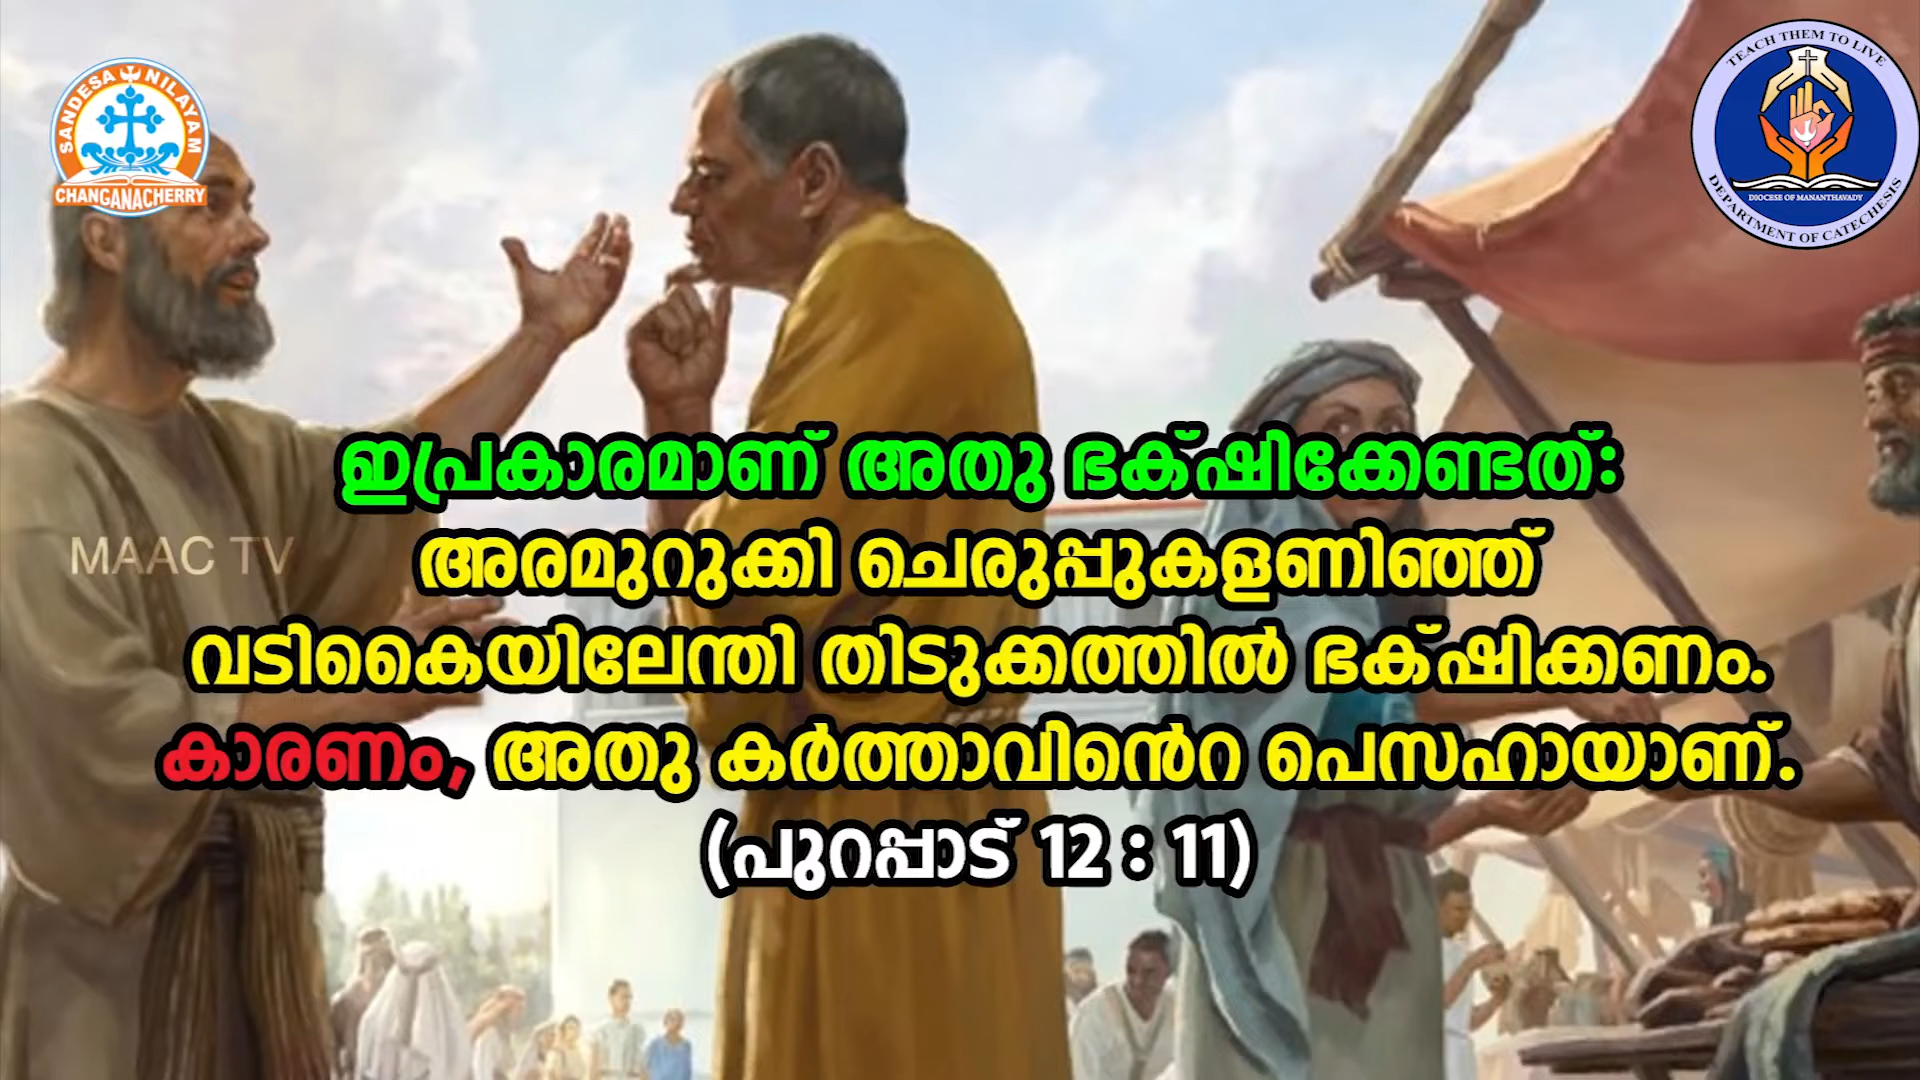 SANDESA NILAYAM
CHANGANACHERRY
TEACH THEM TO LIVE
DIOCESE OF MANANTHAVADY
DEPARTMENT OF CATECHESIS
ഇപ്രകാരമാണ് അതു ഭക്‌ഷിക്കേണ്ടത്:
അരമുറുക്കി ചെരുപ്പുകളണിഞ്ഞ്
വടികൈയിലേന്തി തിടുക്കത്തിൽ ഭക്‌ഷിക്കണം.
കാരണം, അതു കർത്താവിൻെറ പെസഹായാണ്.
(പുറപ്പാട് 12 : 11)
MAAC TV